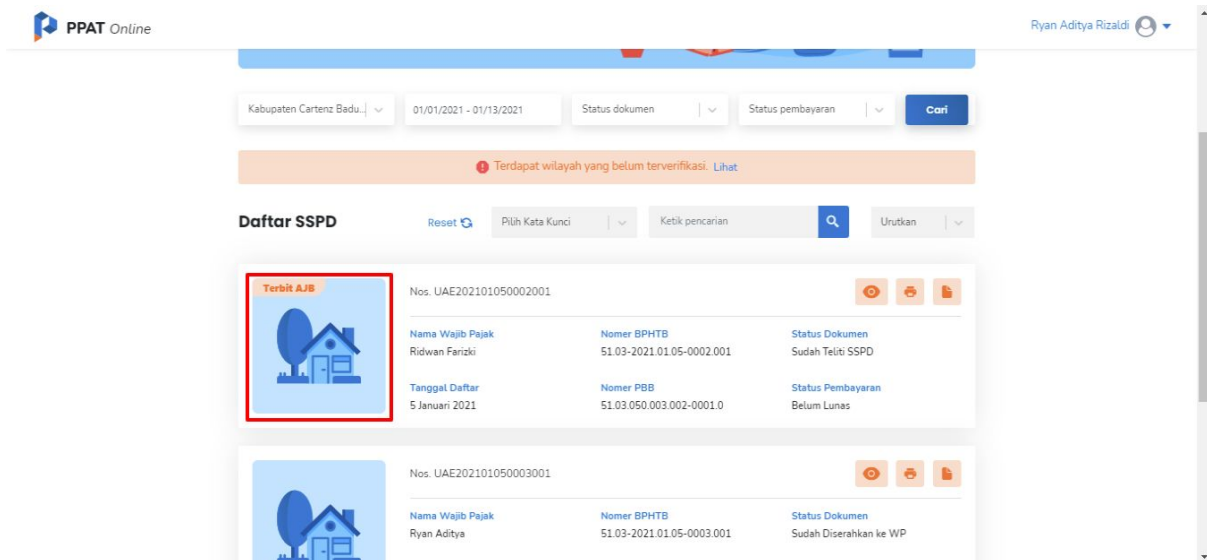 PPAT Online
Ryan Aditya Rizaldi
Kabupaten Cartenz Badu...
01/01/2021 - 01/13/2021
Status dokumen
Status pembayaran
Cari
Terdapat wilayah yang belum terverifikasi. Lihat
Daftar SSPD
Reset
Pilih Kata Kunci
Ketik pencarian
Urutkan
Terbit AJB
Nos. UAE202101050002001
Nama Wajib Pajak
Ridwan Farizki
Nomer BPHTB
51.03-2021.01.05-0002.001
Status Dokumen
Sudah Teliti SSPD
Tanggal Daftar
5 Januari 2021
Nomer PBB
51.03.050.003.002-0001.0
Status Pembayaran
Belum Lunas
Nos. UAE202101050003001
Nama Wajib Pajak
Ryan Aditya
Nomer BPHTB
51.03-2021.01.05-0003.001
Status Dokumen
Sudah Diserahkan ke WP